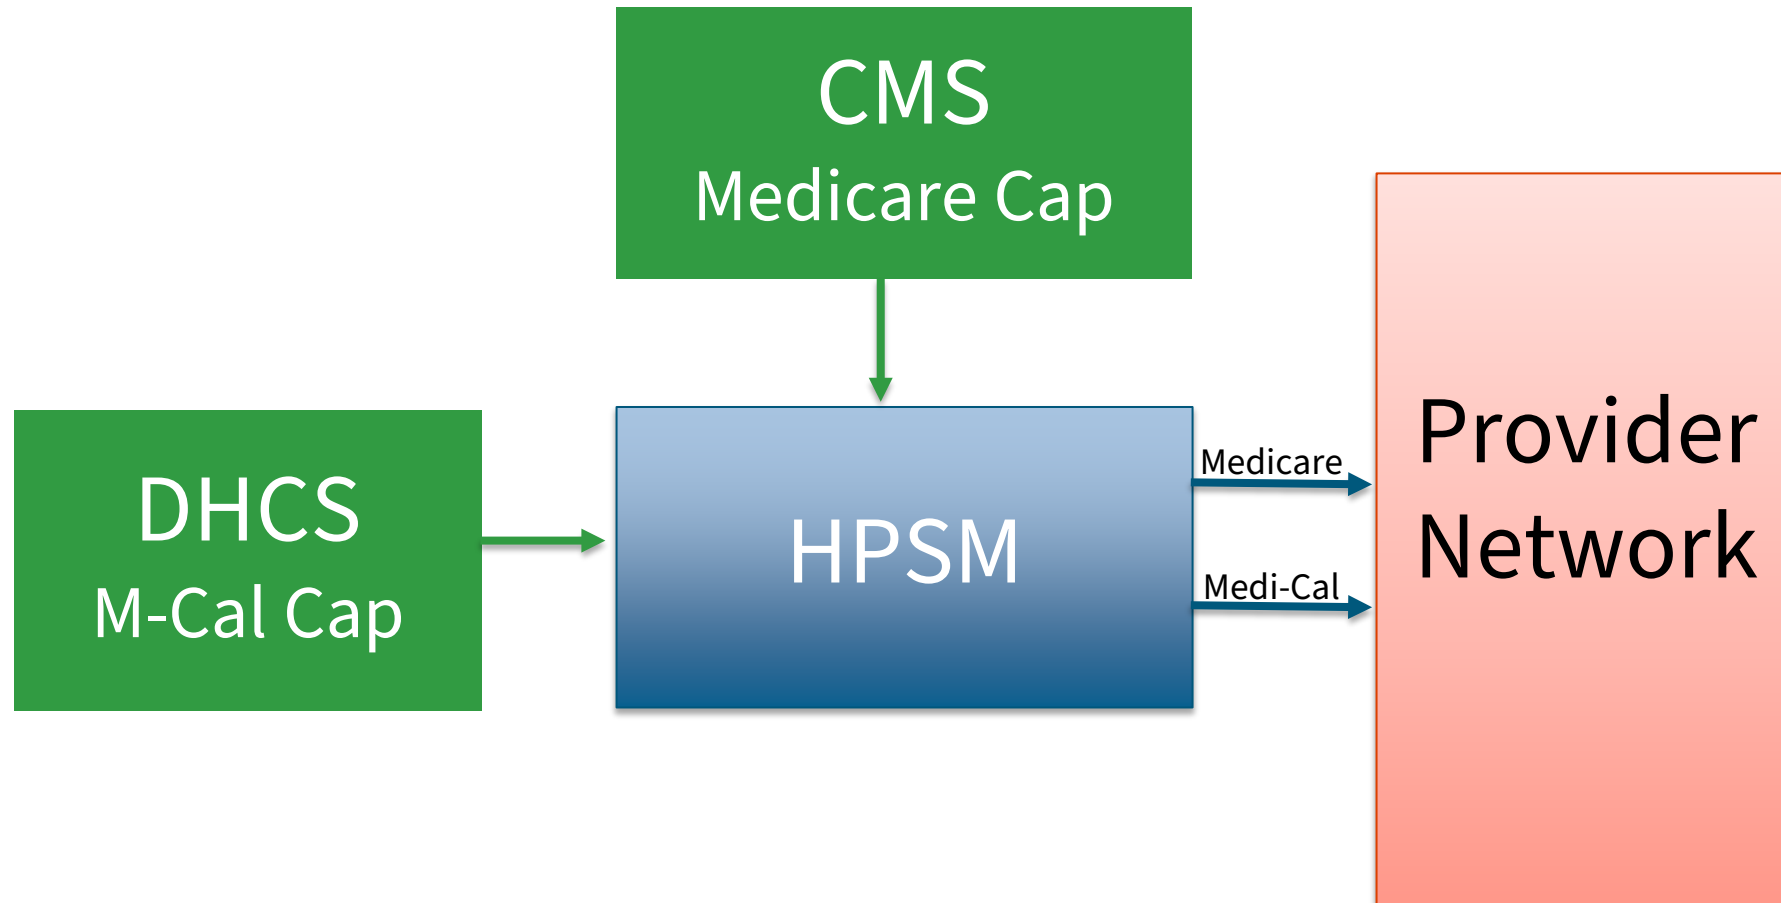 CMS
Medicare Cap
DHCS
M-Cal Cap
HPSM
Medicare
Medi-Cal
Provider
Network